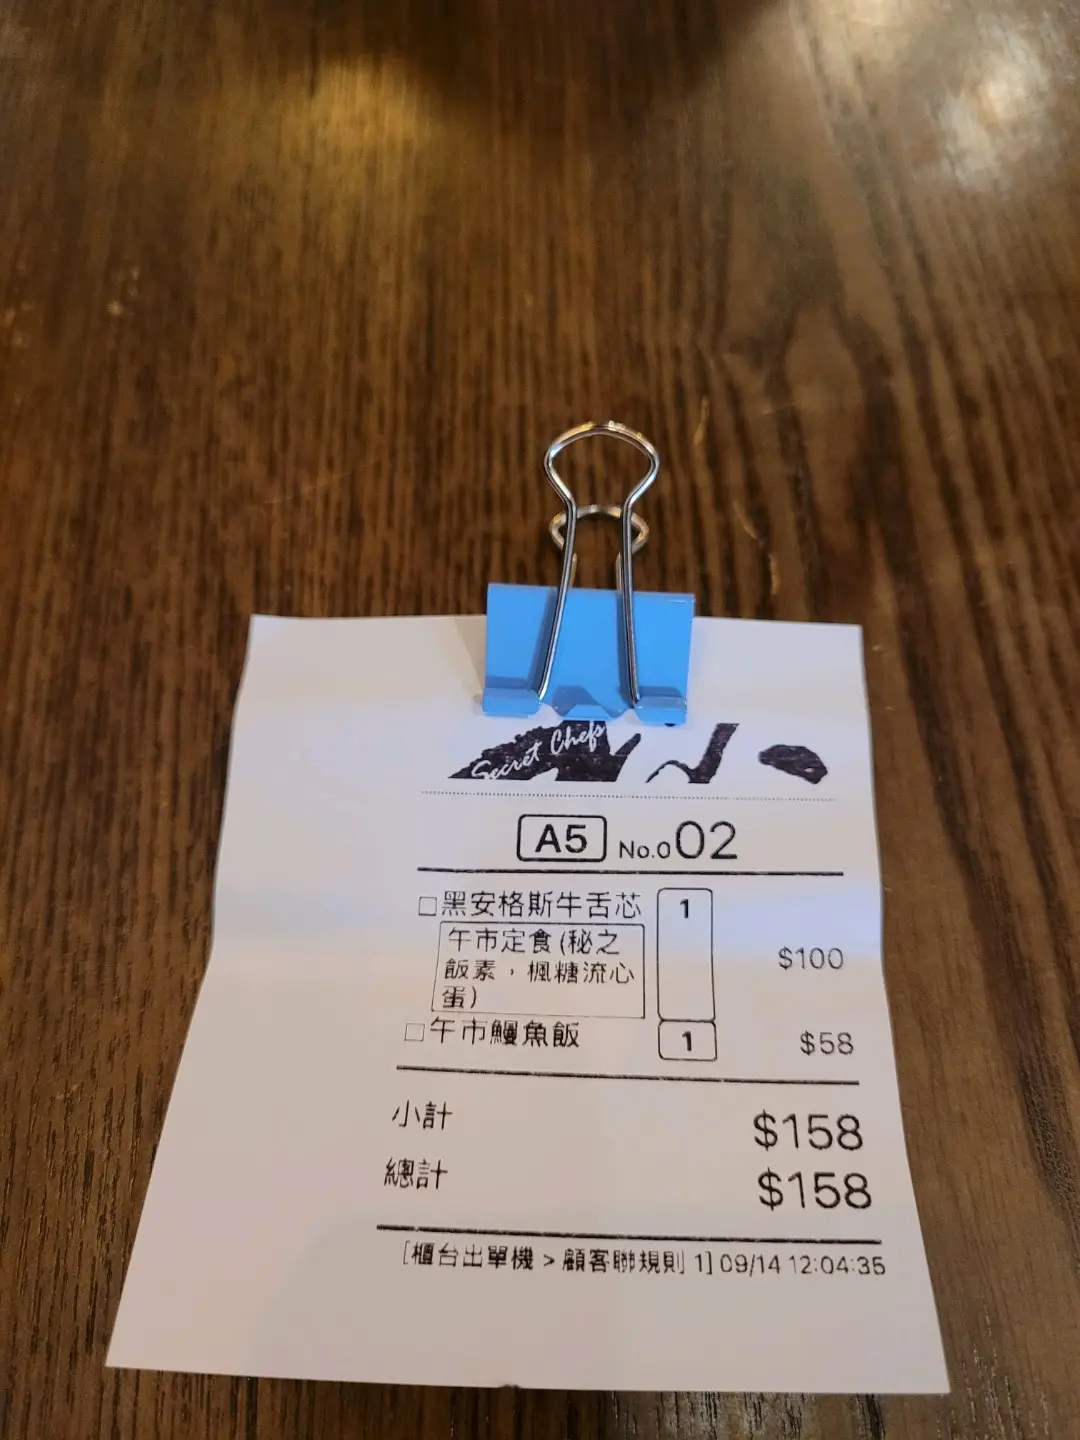 Secret Chefs
A5 No.002
□黑安格斯牛舌芯 1
午市定食(秘之
飯素，楓糖流心 $100
蛋)
□午市鰻魚飯 1 $58
小計 $158
總計 $158
[櫃台出單機 > 顧客聯規則 1] 09/14 12:04:35